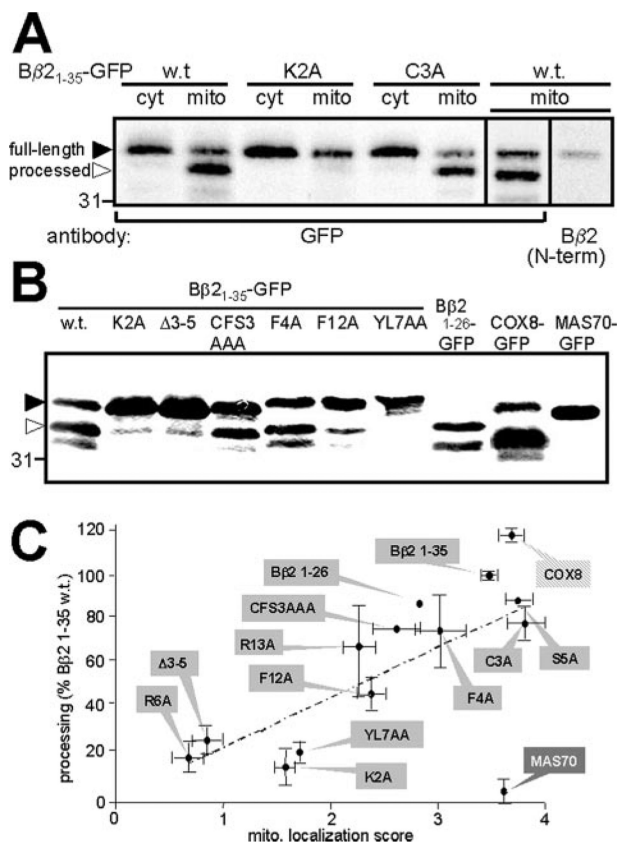 A
Bβ2₁₋₃₅-GFP
w.t K2A C3A w.t.
cyt mito cyt mito cyt mito mito
full-length
processed
31
antibody: GFP Bβ2
(N-term)
B
Bβ2₁₋₃₅-GFP
w.t. K2A Δ3-5 CFS3 F4A F12A YL7AA Bβ2 COX8- MAS70-
AAA 1-26- GFP GFP
GFP
31
C
processing (% Bβ2 1-35 w.t.)
120
100
80
60
40
20
0
Bβ2 1-35
COX8
Bβ2 1-26
CFS3AAA
R13A
Δ3-5
F12A
C3A
S5A
R6A
F4A
YL7AA
K2A
MAS70
0 1 2 3 4
mito. localization score